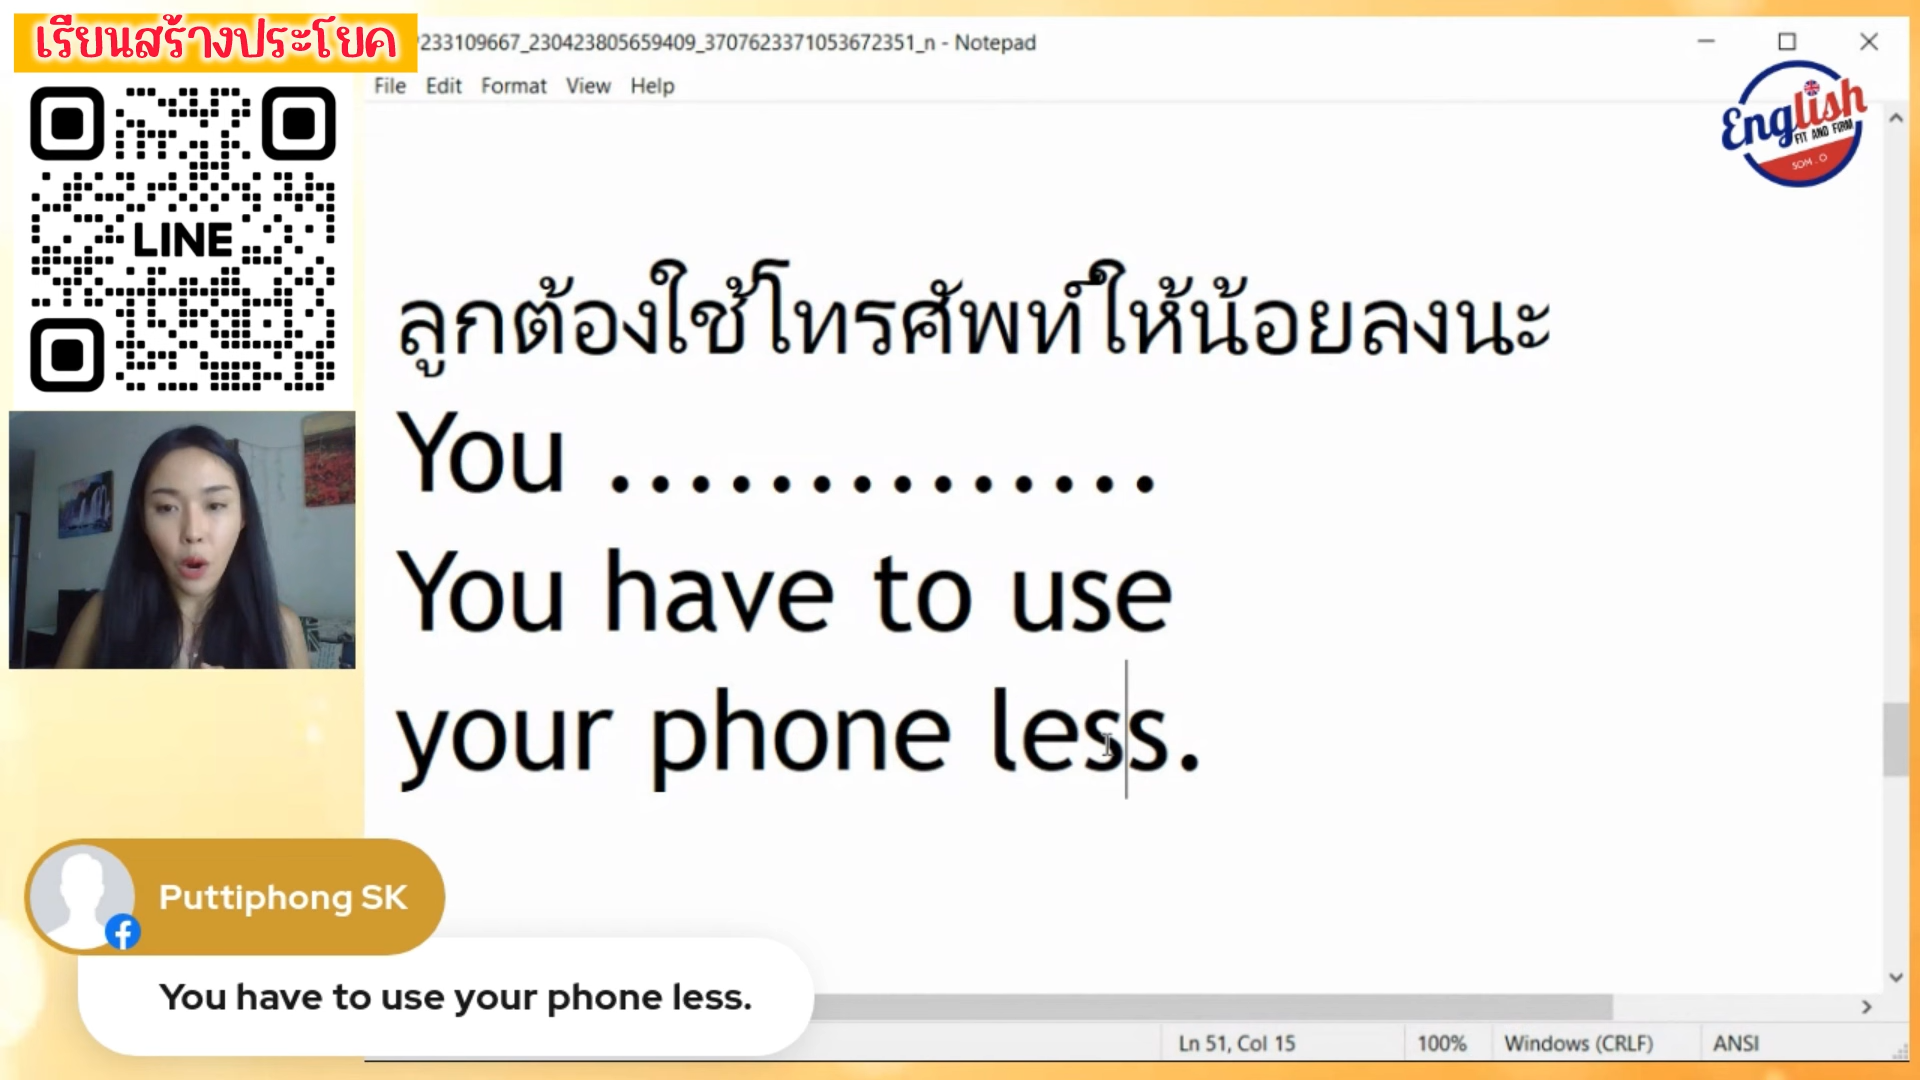 เรียนสร้างประโยค
233109667_230423805659409_3707623371053672351_n - Notepad
File Edit Format View Help
English
FIT AND FORM
SOM . O
LINE
ลูกต้องใช้โทรศัพท์ให้น้อยลงนะ
You ..............
You have to use
your phone less.
Puttiphong SK
You have to use your phone less.
Ln 51, Col 15 100% Windows (CRLF) ANSI